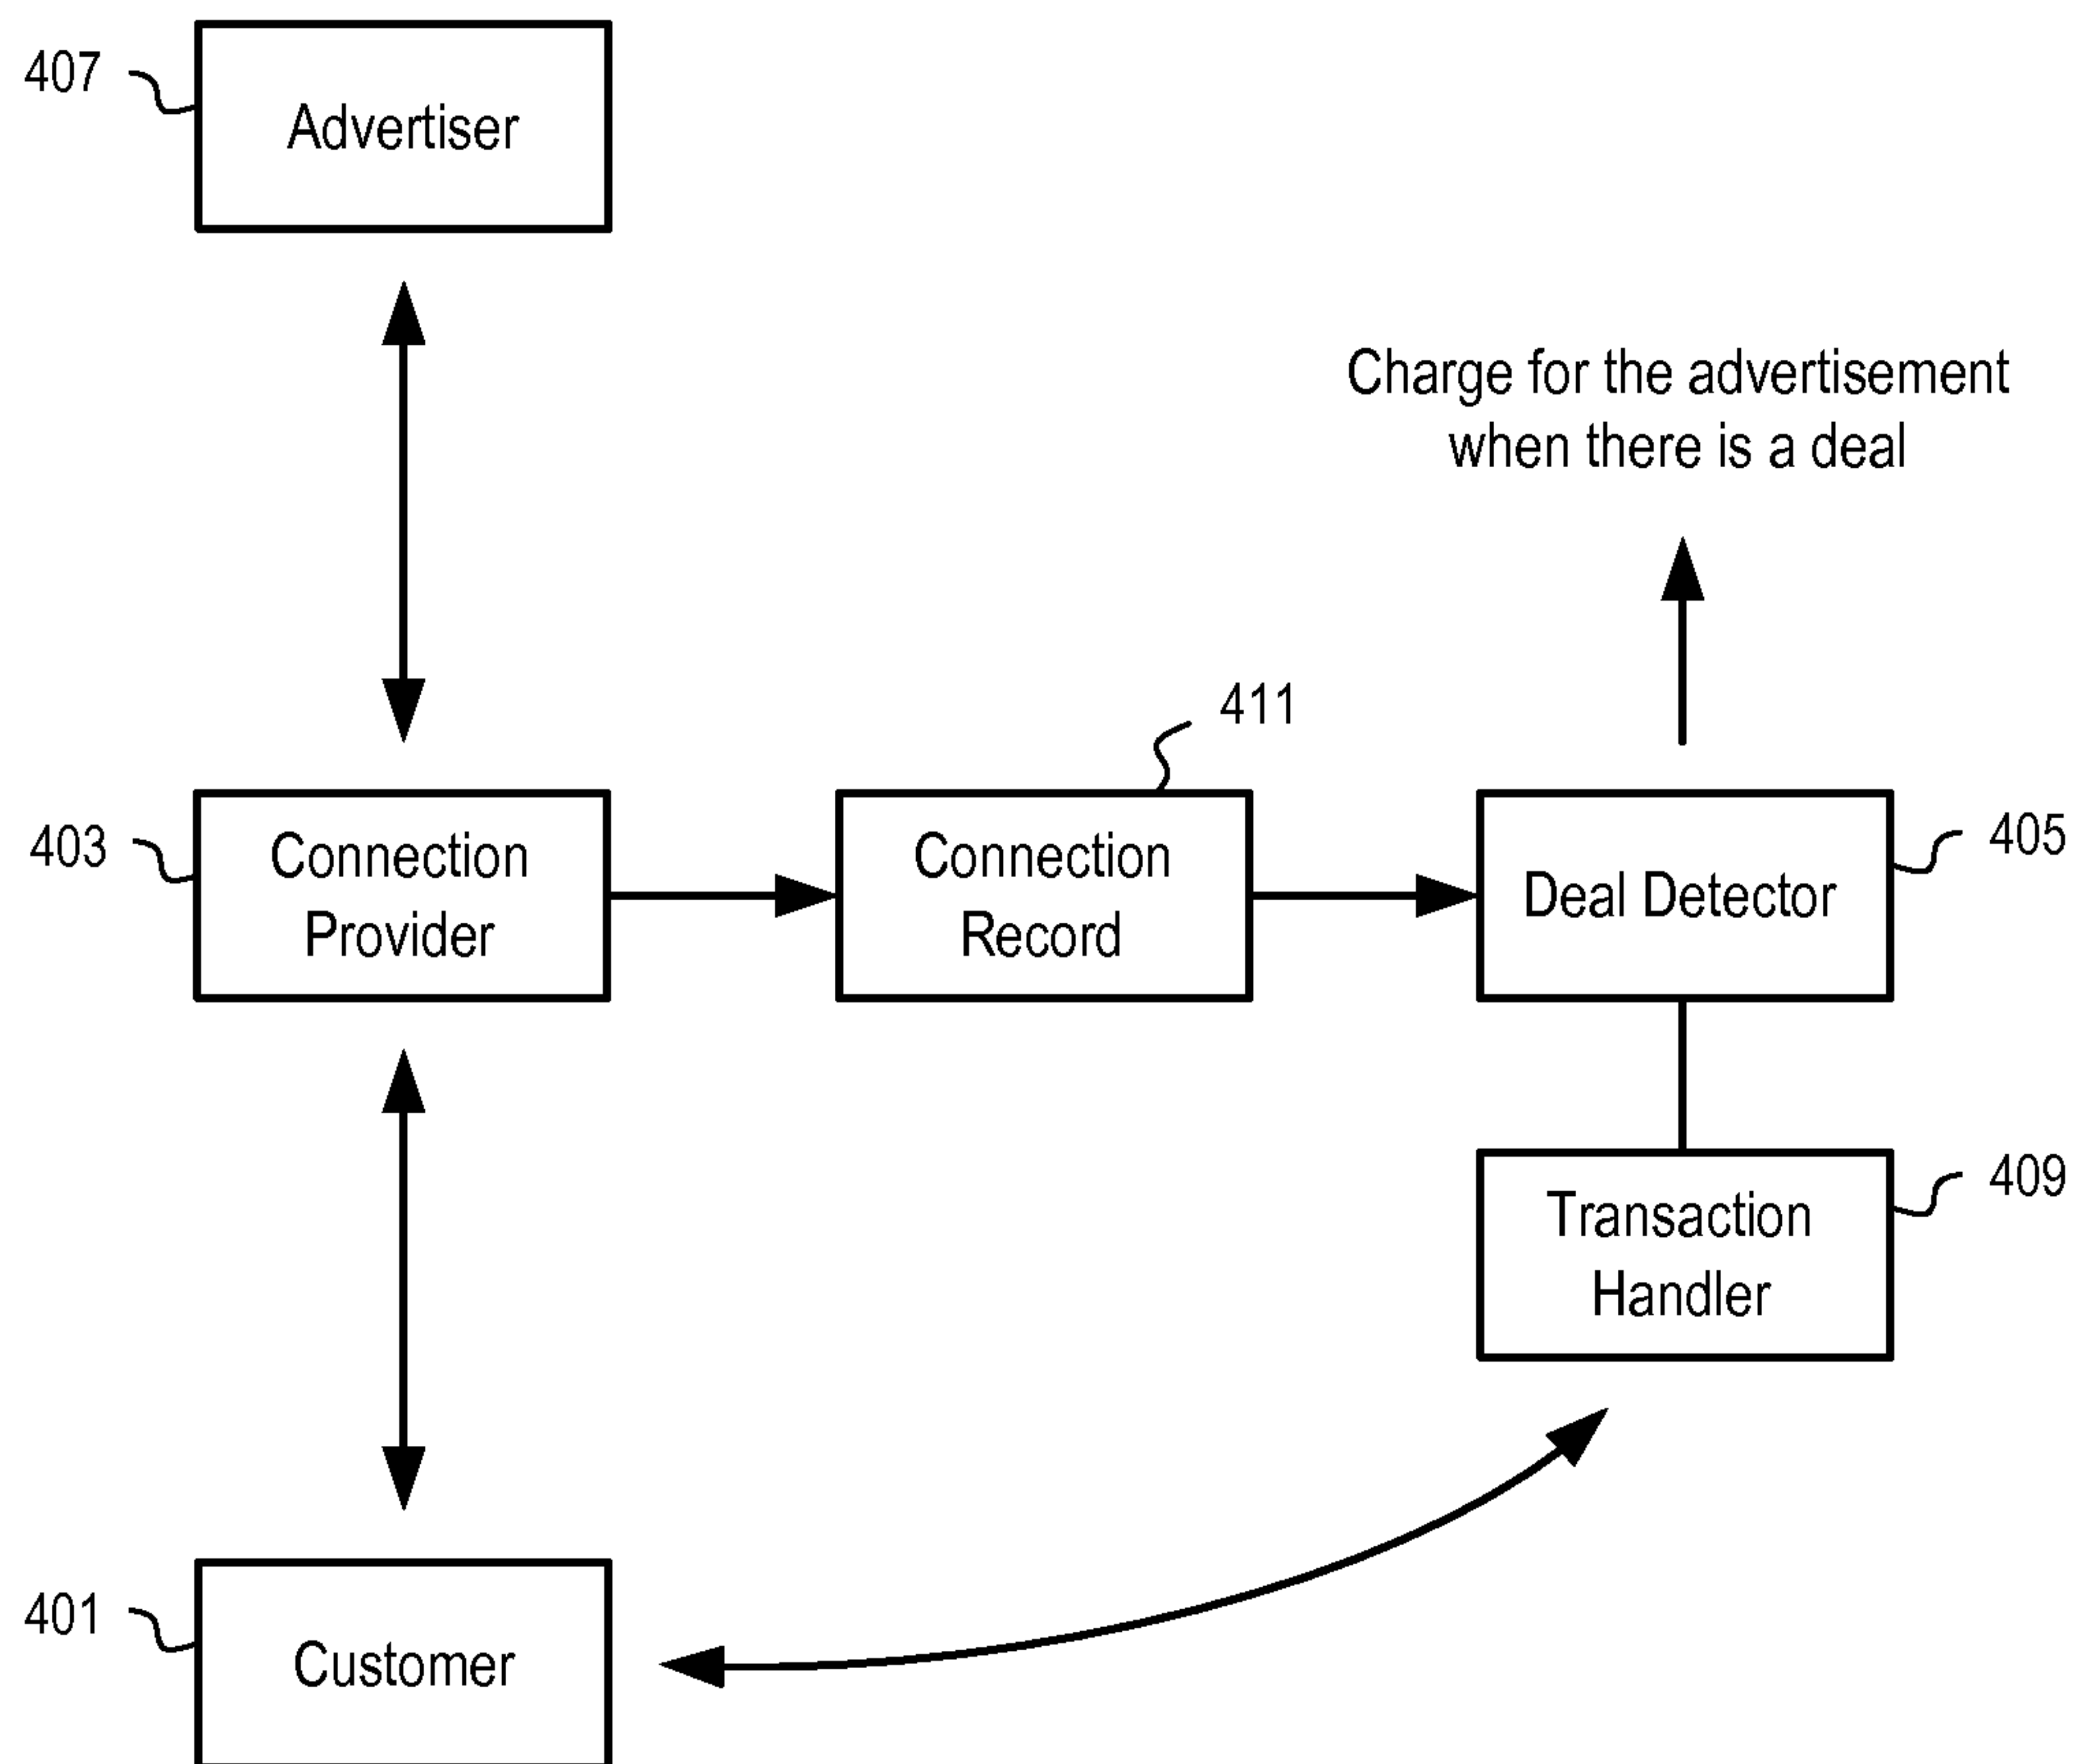 407
Advertiser
Charge for the advertisement
when there is a deal
411
403
Connection
Provider
Connection
Record
Deal Detector
405
Transaction
Handler
409
401
Customer